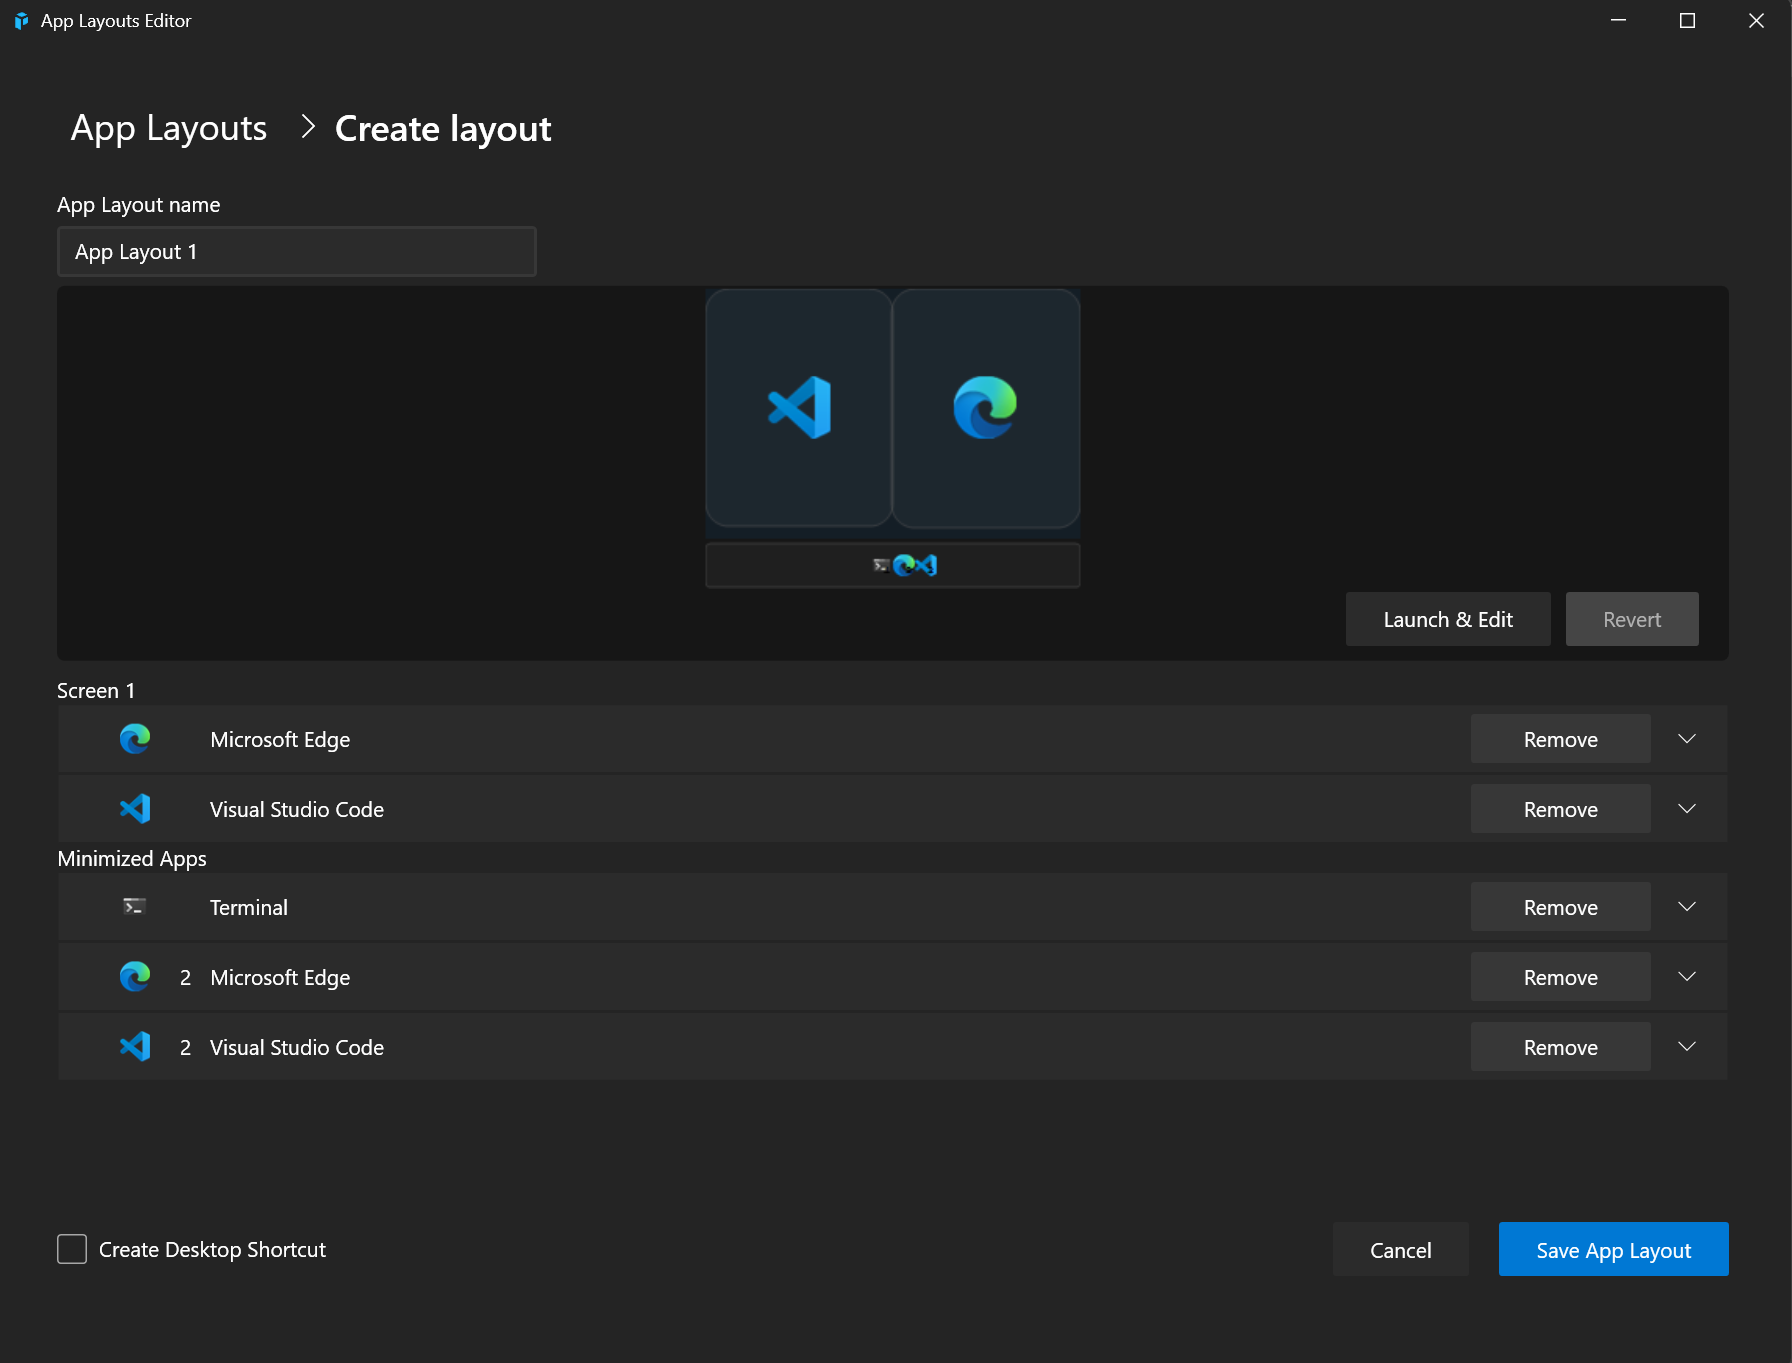 App Layouts Editor
App Layouts > Create layout
App Layout name
App Layout 1
Launch & Edit
Revert
Screen 1
Microsoft Edge
Remove
Visual Studio Code
Remove
Minimized Apps
Terminal
Remove
2 Microsoft Edge
Remove
2 Visual Studio Code
Remove
Create Desktop Shortcut
Cancel
Save App Layout